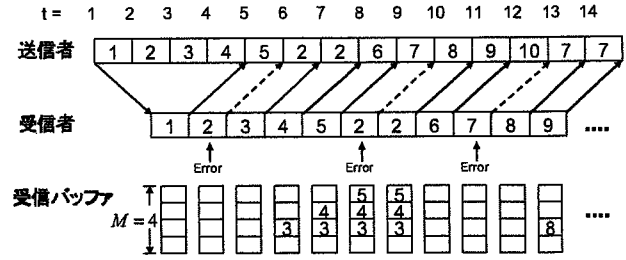 t = 1 2 3 4 5 6 7 8 9 10 11 12 13 14
送信者 1 2 3 4 5 2 2 6 7 8 9 10 7 7
受信者 1 2 3 4 5 2 2 6 7 8 9 ....
Error Error Error
受信バッファ 5 5 ....
4 4 4
M = 4 3 3 3 3 8